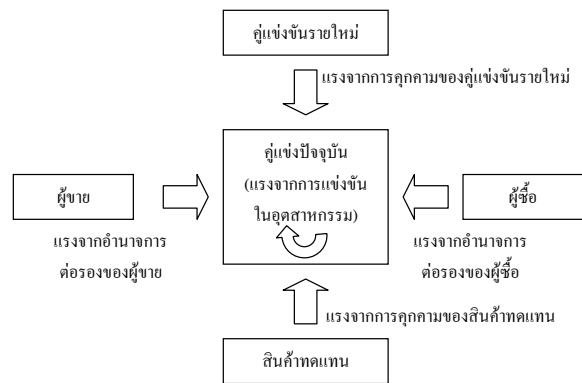 คู่แข่งขันรายใหม่
แรงจากการคุกคามของคู่แข่งขันรายใหม่
คู่แข่งปัจจุบัน
(แรงจากการแข่งขัน
ในอุตสาหกรรม)
ผู้ขาย
แรงจากอำนาจการ
ต่อรองของผู้ขาย
ผู้ซื้อ
แรงจากอำนาจการ
ต่อรองของผู้ซื้อ
แรงจากการคุกคามของสินค้าทดแทน
สินค้าทดแทน